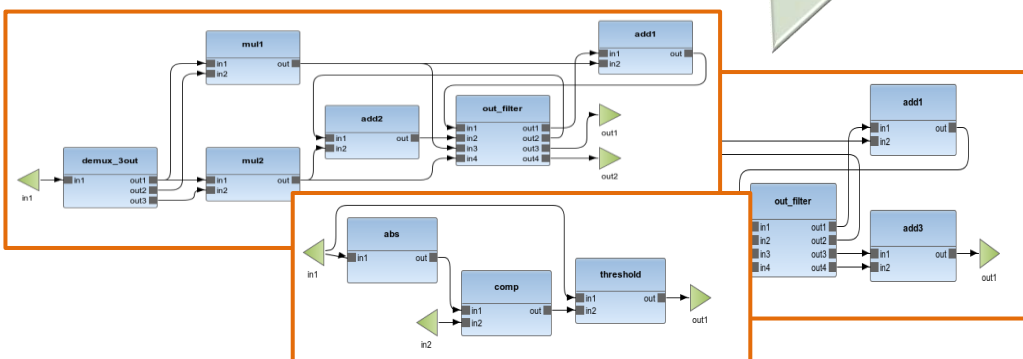 mul1
in1 out
in2
add1
in1 out
in2
add2
in1 out
in2
out_filter
in1 out1
in2 out2
in3 out3
in4 out4
out1
out2
demux_3out
in1 out1
out2
out3
in1
mul2
in1 out
in2
abs
in1 out
in1
comp
in1 out
in2
in2
threshold
in1 out
in2
out1
add1
in1 out
in2
out_filter
in1 out1
in2 out2
in3 out3
in4 out4
add3
in1 out
in2
out1